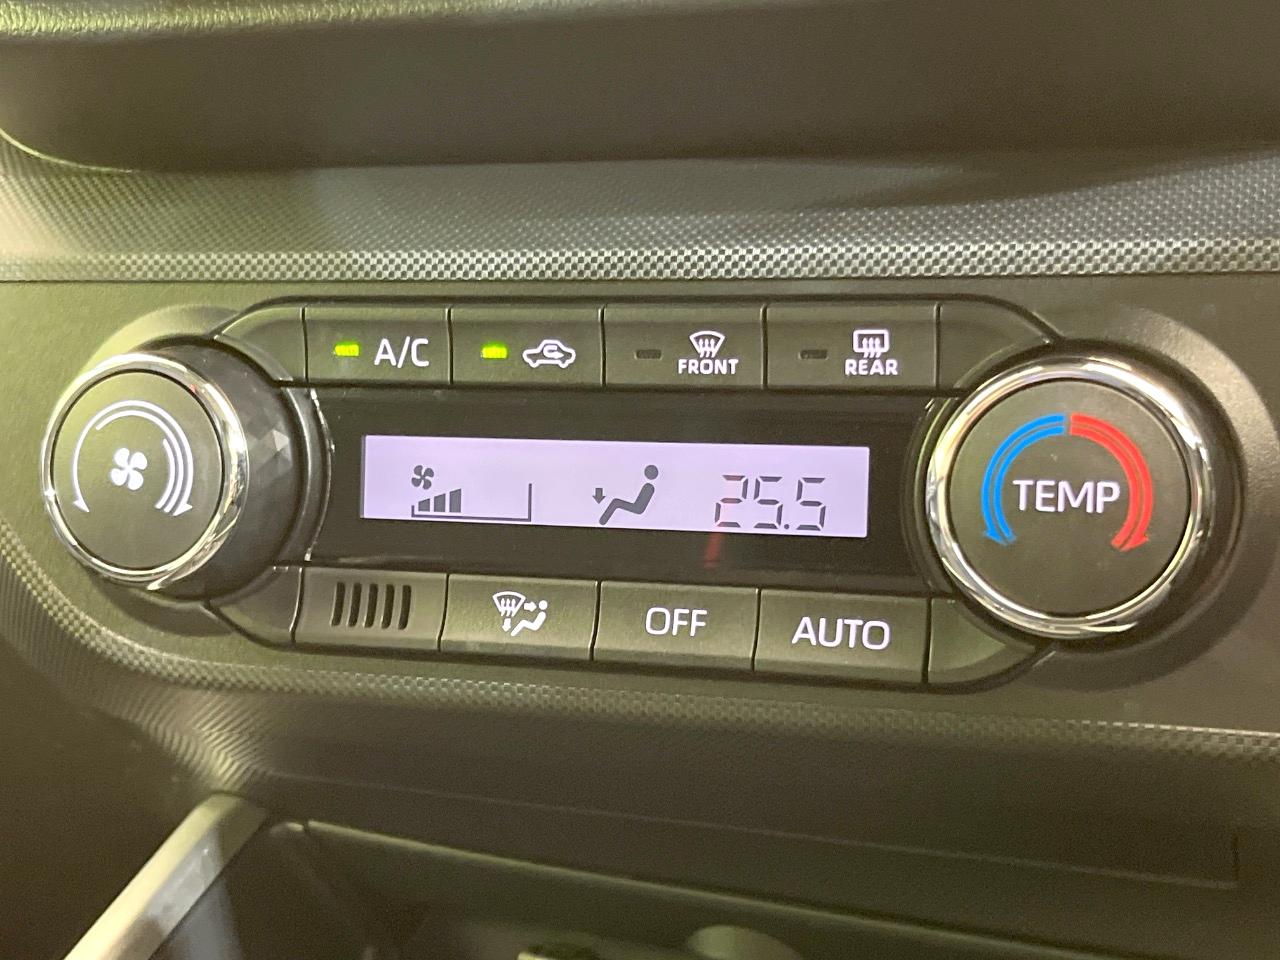 A/C
FRONT
REAR
25.5
TEMP
OFF
AUTO